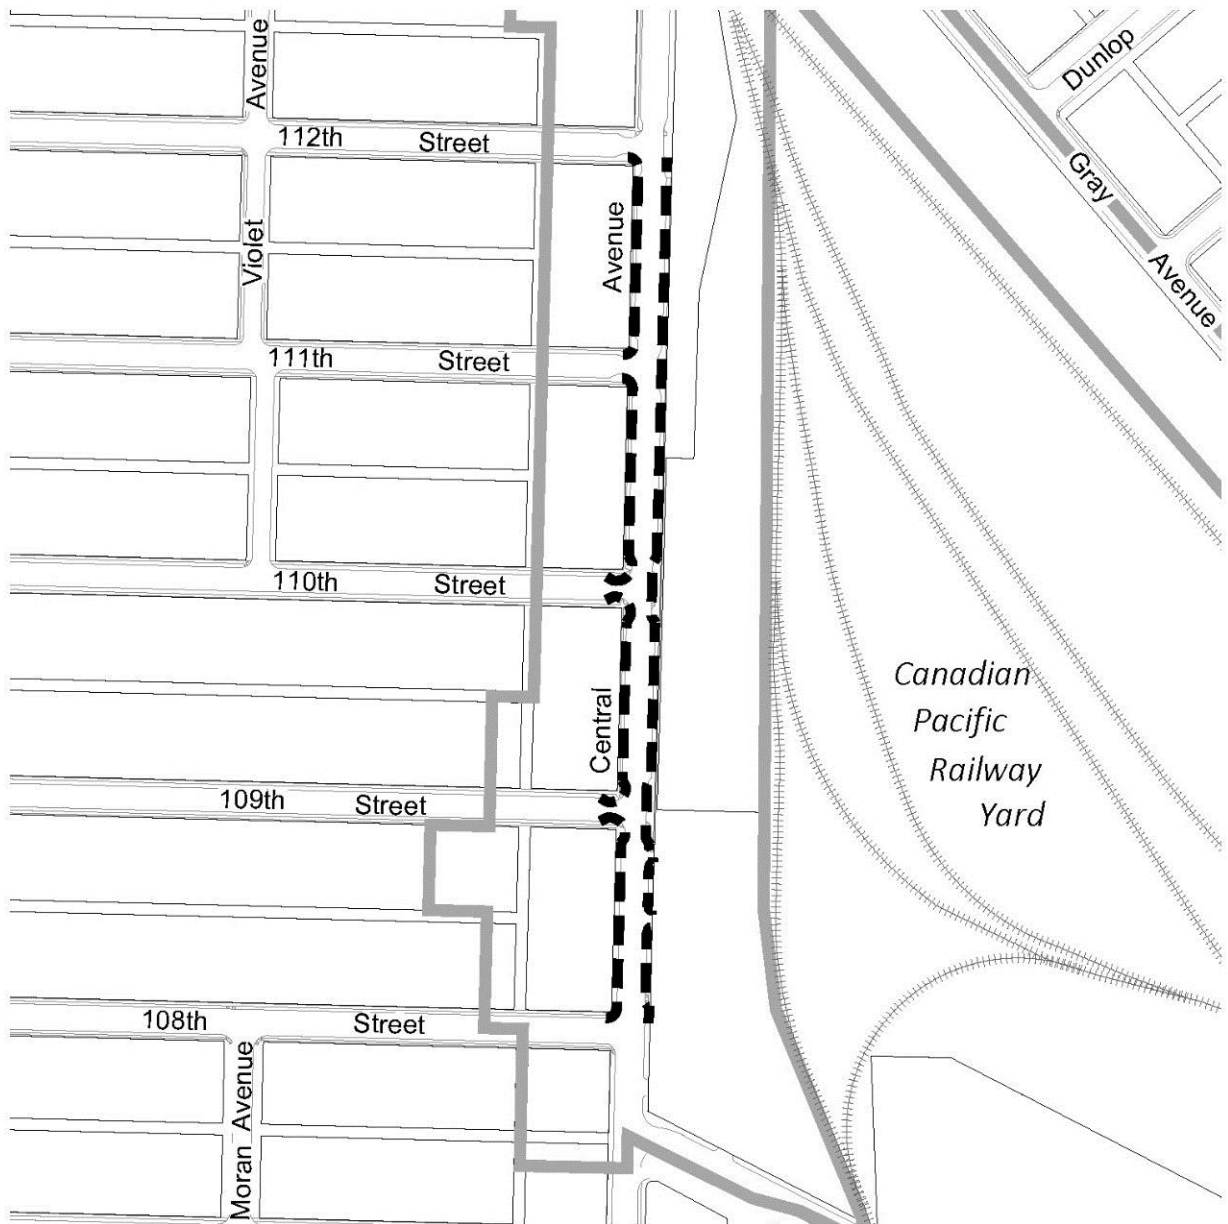 Avenue
112th Street
Dunlop
Gray Avenue
Violet
Avenue
111th Street
110th Street
Central
Canadian
Pacific
Railway
Yard
109th Street
108th Street
Moran Avenue